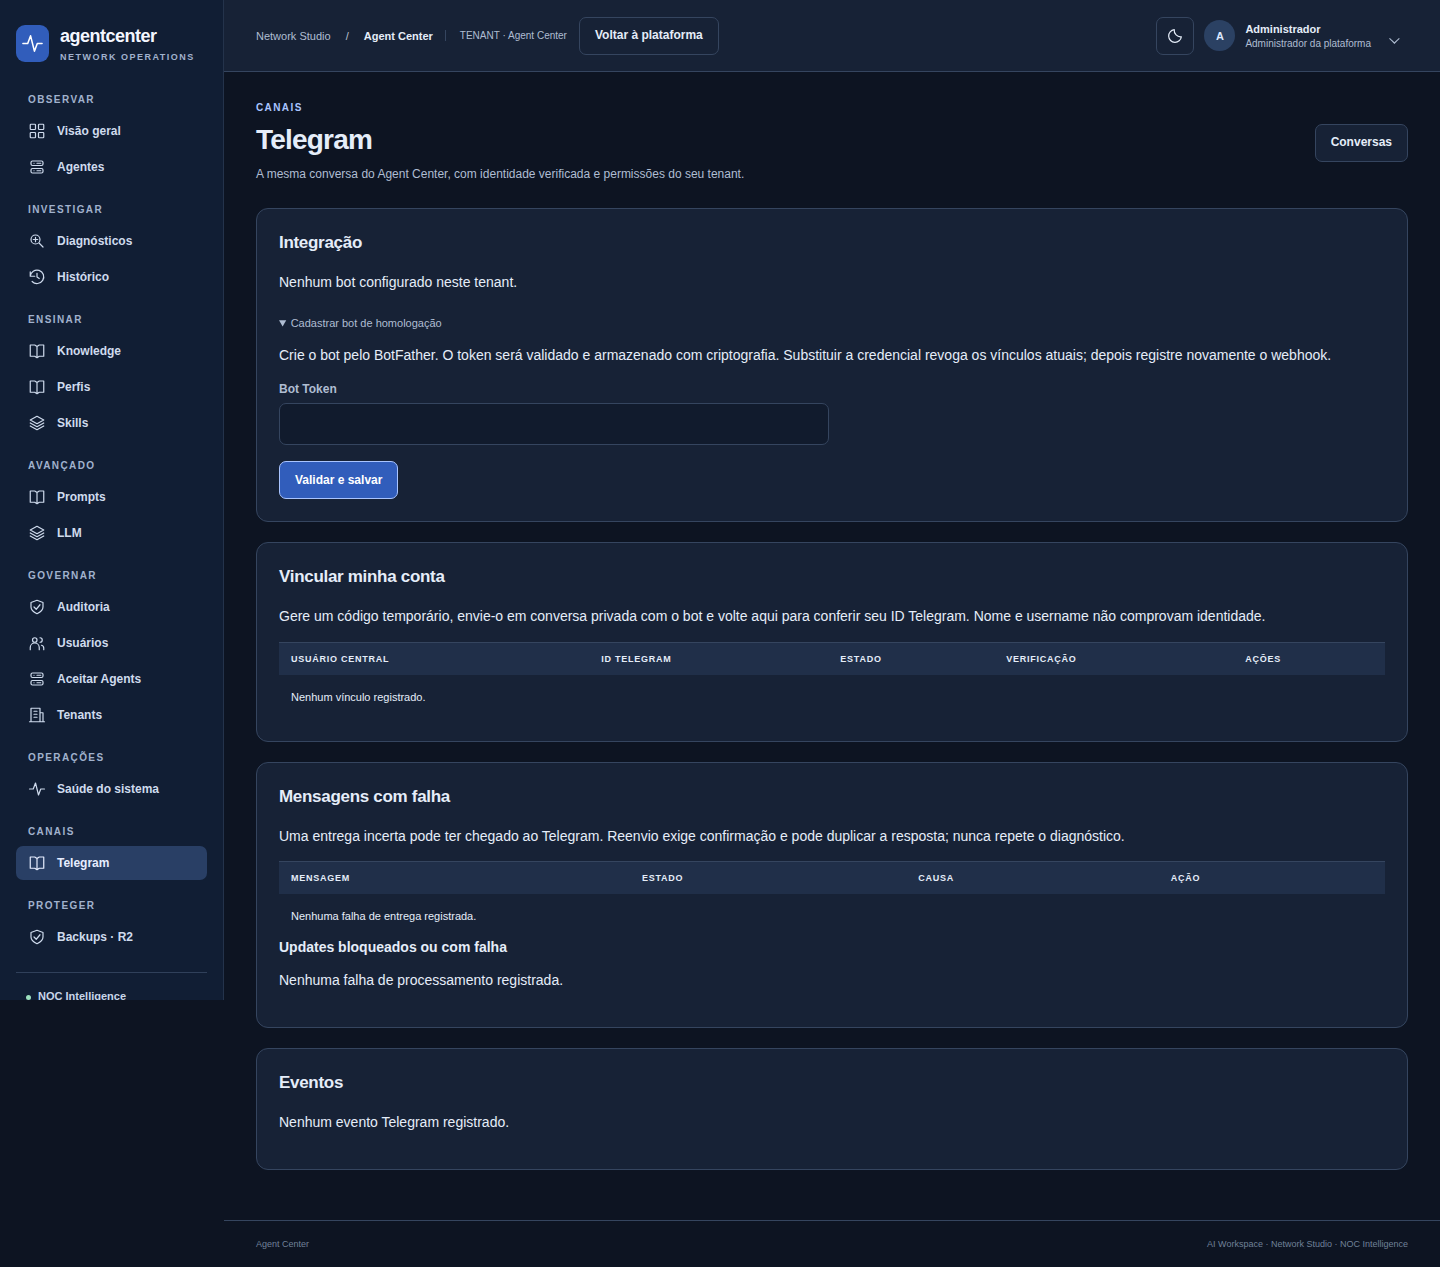 agentcenter
NETWORK OPERATIONS
OBSERVAR
Visão geral
Agentes
INVESTIGAR
Diagnósticos
Histórico
ENSINAR
Knowledge
Perfis
Skills
AVANÇADO
Prompts
LLM
GOVERNAR
Auditoria
Usuários
Aceitar Agents
Tenants
OPERAÇÕES
Saúde do sistema
CANAIS
Telegram
PROTEGER
Backups · R2
NOC Intelligence
Network Studio / Agent Center TENANT · Agent Center Voltar à plataforma
A
Administrador
Administrador da plataforma
CANAIS
Telegram
A mesma conversa do Agent Center, com identidade verificada e permissões do seu tenant.
Conversas
Integração
Nenhum bot configurado neste tenant.
Cadastrar bot de homologação
Crie o bot pelo BotFather. O token será validado e armazenado com criptografia. Substituir a credencial revoga os vínculos atuais; depois registre novamente o webhook.
Bot Token
Validar e salvar
Vincular minha conta
Gere um código temporário, envie-o em conversa privada com o bot e volte aqui para conferir seu ID Telegram. Nome e username não comprovam identidade.
USUÁRIO CENTRAL ID TELEGRAM ESTADO VERIFICAÇÃO AÇÕES
Nenhum vínculo registrado.
Mensagens com falha
Uma entrega incerta pode ter chegado ao Telegram. Reenvio exige confirmação e pode duplicar a resposta; nunca repete o diagnóstico.
MENSAGEM ESTADO CAUSA AÇÃO
Nenhuma falha de entrega registrada.
Updates bloqueados ou com falha
Nenhuma falha de processamento registrada.
Eventos
Nenhum evento Telegram registrado.
Agent Center
AI Workspace · Network Studio · NOC Intelligence